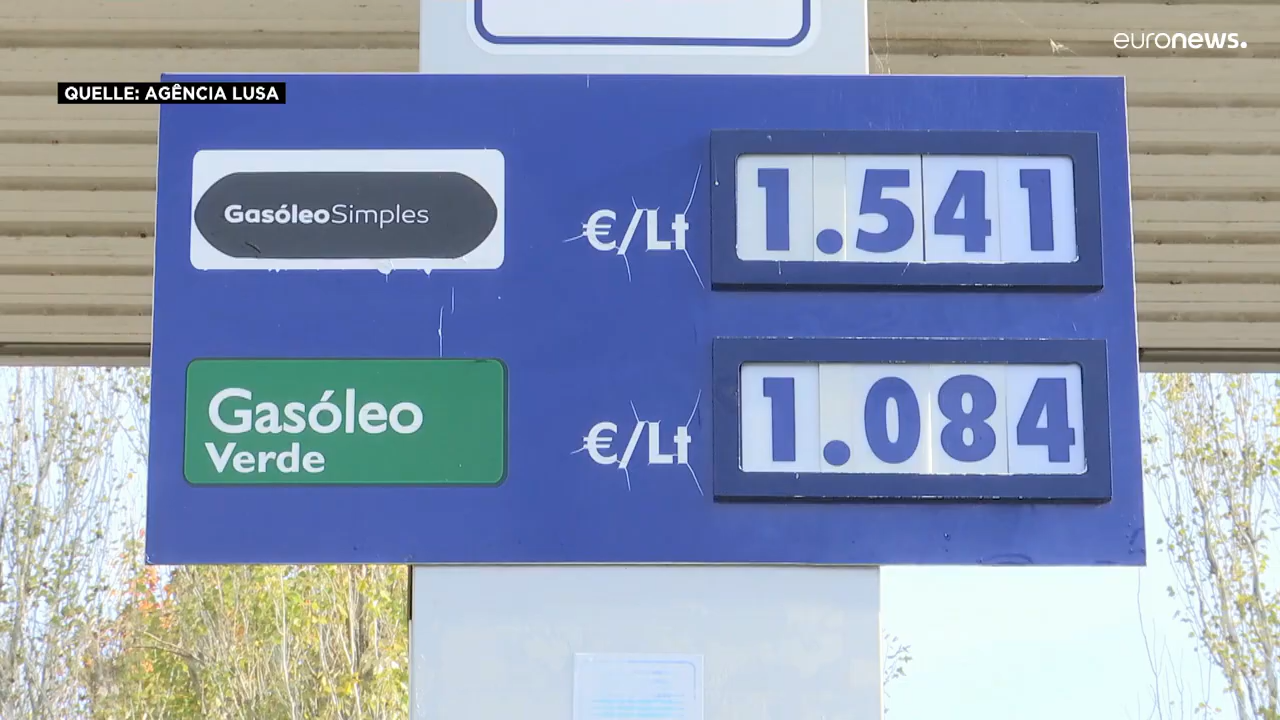 euronews.
QUELLE: AGÊNCIA LUSA
GasóleoSimples
€/Lt
1.541
Gasóleo
Verde
€/Lt
1.084